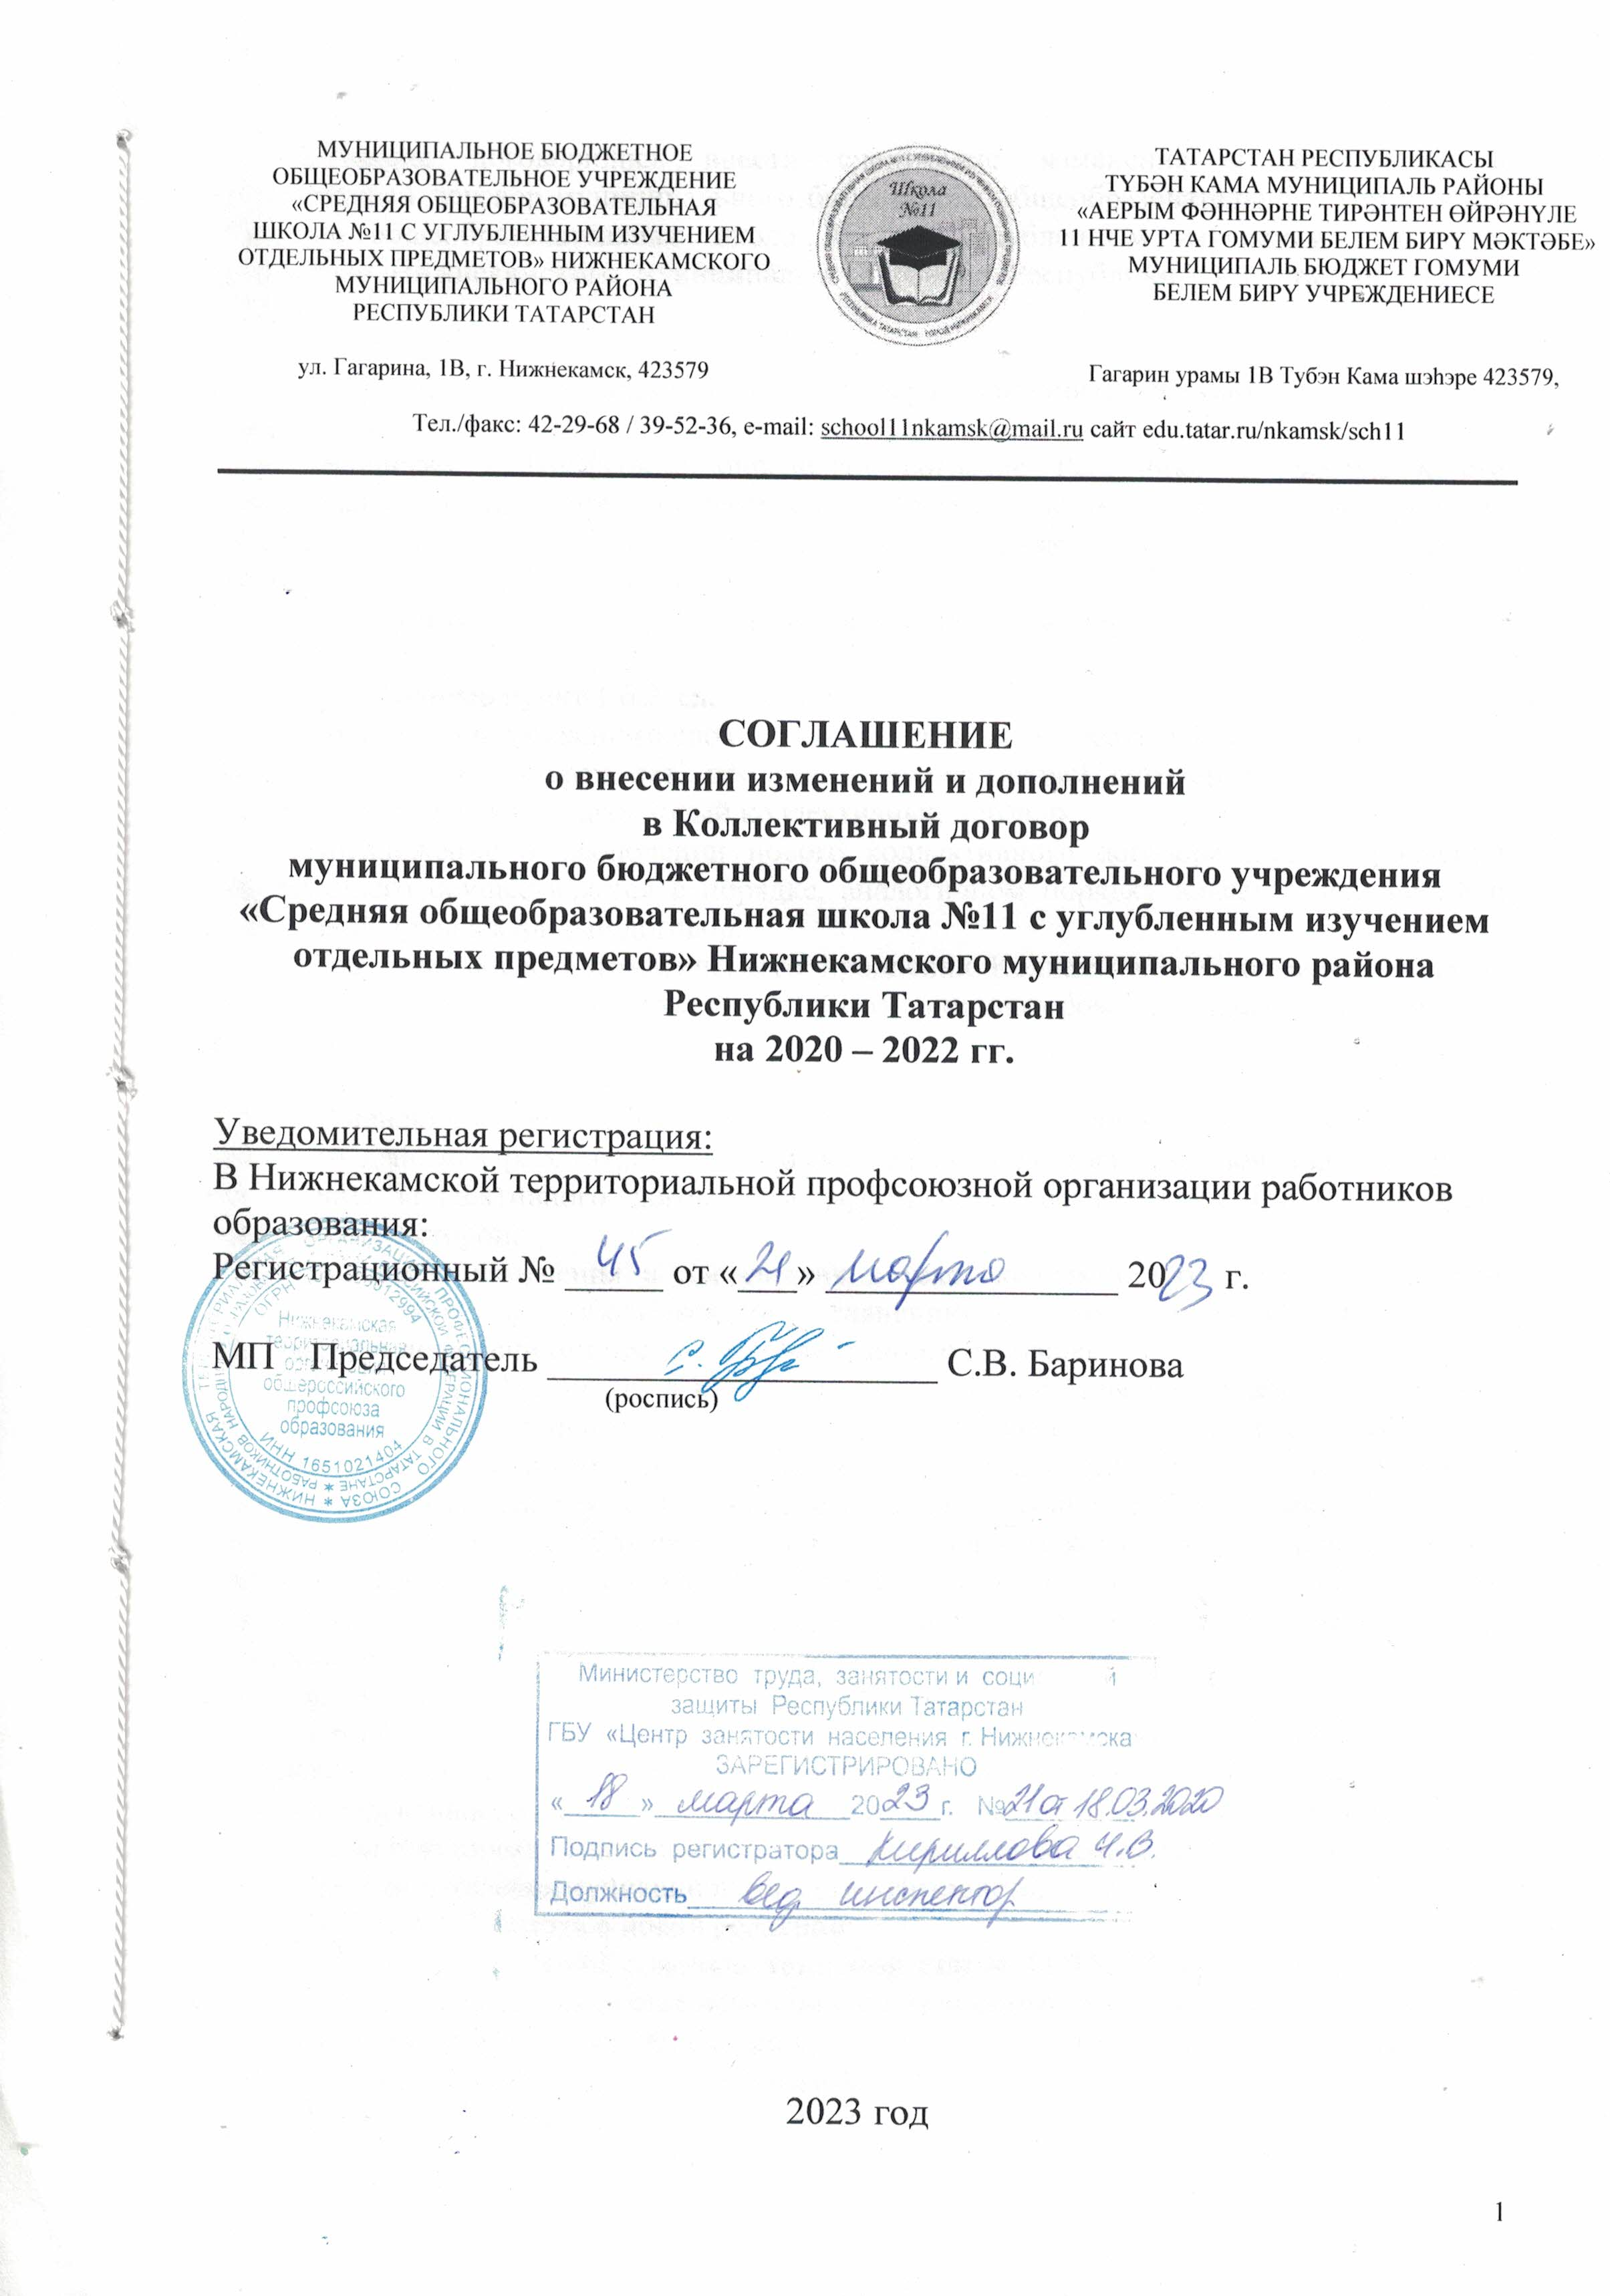 МУНИЦИПАЛЬНОЕ БЮДЖЕТНОЕ
ОБЩЕОБРАЗОВАТЕЛЬНОЕ УЧРЕЖДЕНИЕ
«СРЕДНЯЯ ОБЩЕОБРАЗОВАТЕЛЬНАЯ
ШКОЛА №11 С УГЛУБЛЕННЫМ ИЗУЧЕНИЕМ
ОТДЕЛЬНЫХ ПРЕДМЕТОВ» НИЖНЕКАМСКОГО
МУНИЦИПАЛЬНОГО РАЙОНА
РЕСПУБЛИКИ ТАТАРСТАН
ул. Гагарина, 1В, г. Нижнекамск, 423579
Школа
№11
ТАТАРСТАН РЕСПУБЛИКАСЫ
ТҮБӘН КАМА МУНИЦИПАЛЬ РАЙОНЫ
«АЕРЫМ ФӘННӘРНЕ ТИРӘНТЕН ӨЙРӘНҮЛЕ
11 НЧЕ УРТА ГОМУМИ БЕЛЕМ БИРҮ МӘКТӘБЕ»
МУНИЦИПАЛЬ БЮДЖЕТ ГОМУМИ
БЕЛЕМ БИРҮ УЧРЕЖДЕНИЕСЕ
Гагарин урамы 1В Тубэн Кама шэhэре 423579,
Тел./факс: 42-29-68 / 39-52-36, e-mail: school11nkamsk@mail.ru сайт edu.tatar.ru/nkamsk/sch11
СОГЛАШЕНИЕ
о внесении изменений и дополнений
в Коллективный договор
муниципального бюджетного общеобразовательного учреждения
«Средняя общеобразовательная школа №11 с углубленным изучением
отдельных предметов» Нижнекамского муниципального района
Республики Татарстан
на 2020 – 2022 гг.
Уведомительная регистрация:
В Нижнекамской территориальной профсоюзной организации работников
образования:
Регистрационный № 45 от «21» марта 2023 г.
МП Председатель С.В. Баринова
(роспись)
Нижнекамская
территориальная
общероссийского
профсоюза
образования
ИНН 1651021404
Министерство труда, занятости и
защиты Республики Татарстан
ГБУ «Центр занятости населения г. Нижнекамска
ЗАРЕГИСТРИРОВАНО
«18» марта 2023 г. №21 от 18.03.2020
Подпись регистратора Кириллова Ч.В.
Должность вед. инспектор
2023 год
1